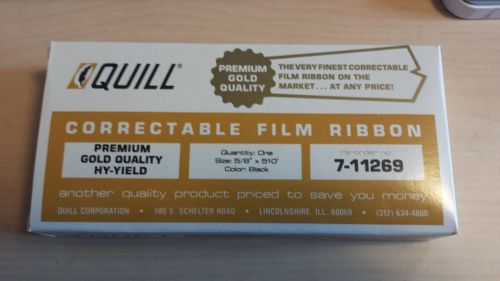 QUILL®
PREMIUM
GOLD
QUALITY
THE VERY FINEST CORRECTABLE
FILM RIBBON ON THE
MARKET... AT ANY PRICE!
CORRECTABLE FILM RIBBON
PREMIUM
GOLD QUALITY
HY-YIELD
Quantity: One
Size: 5/8" x 510'
Color: Black
re-order no.
7-11269
another quality product priced to save you money
QUILL CORPORATION • 100 S. SCHELTER ROAD • LINCOLNSHIRE, ILL. 60069 • (312) 634-4800